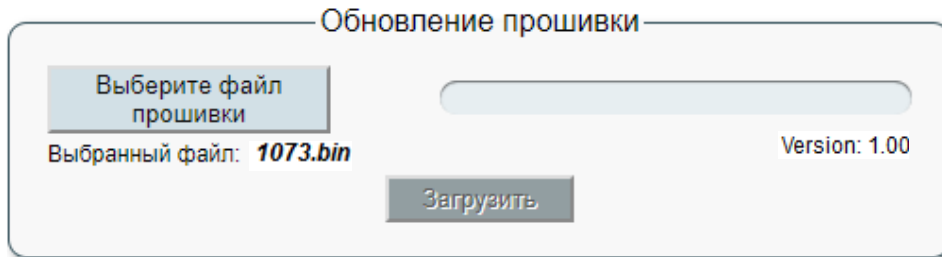 Обновление прошивки
Выберите файл
прошивки
Выбранный файл: 1073.bin
Version: 1.00
Загрузить